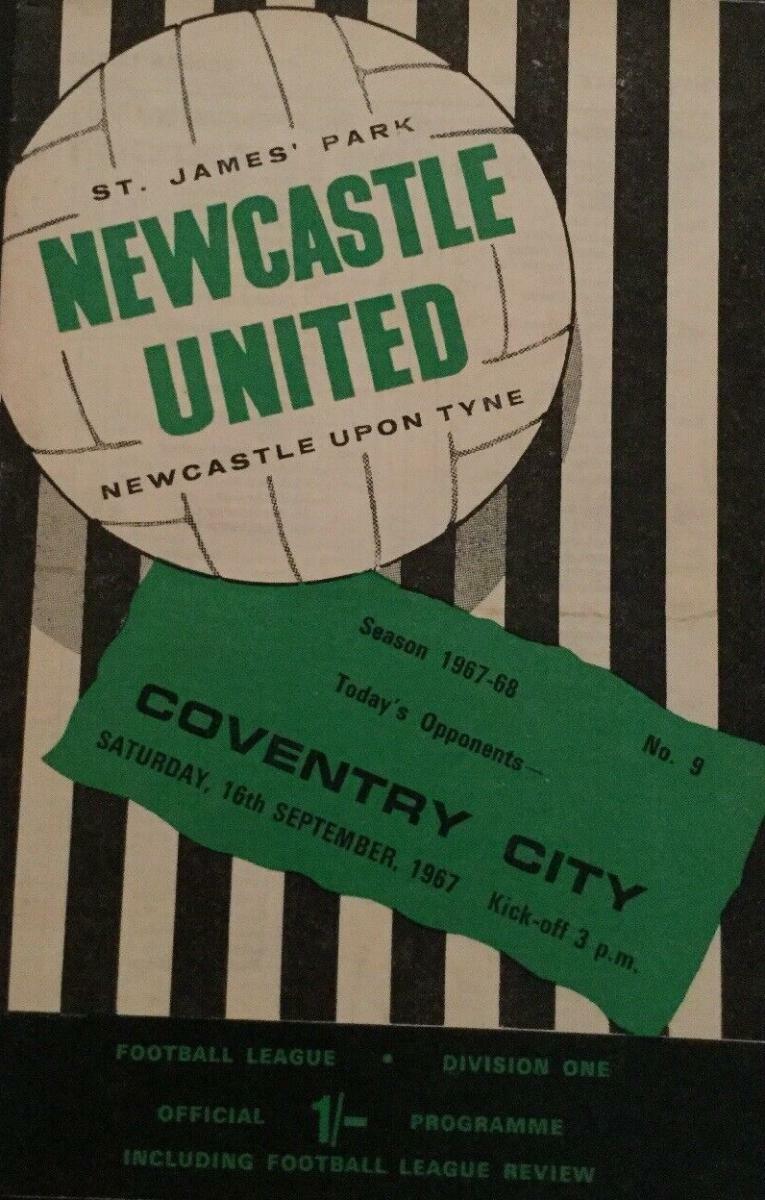 ST. JAMES' PARK
NEWCASTLE
UNITED
NEWCASTLE UPON TYNE
Season 1967-68
No. 9
Today's Opponents—
COVENTRY CITY
SATURDAY, 16th SEPTEMBER, 1967 Kick-off 3 p.m.
FOOTBALL LEAGUE • DIVISION ONE
OFFICIAL 1/- PROGRAMME
INCLUDING FOOTBALL LEAGUE REVIEW